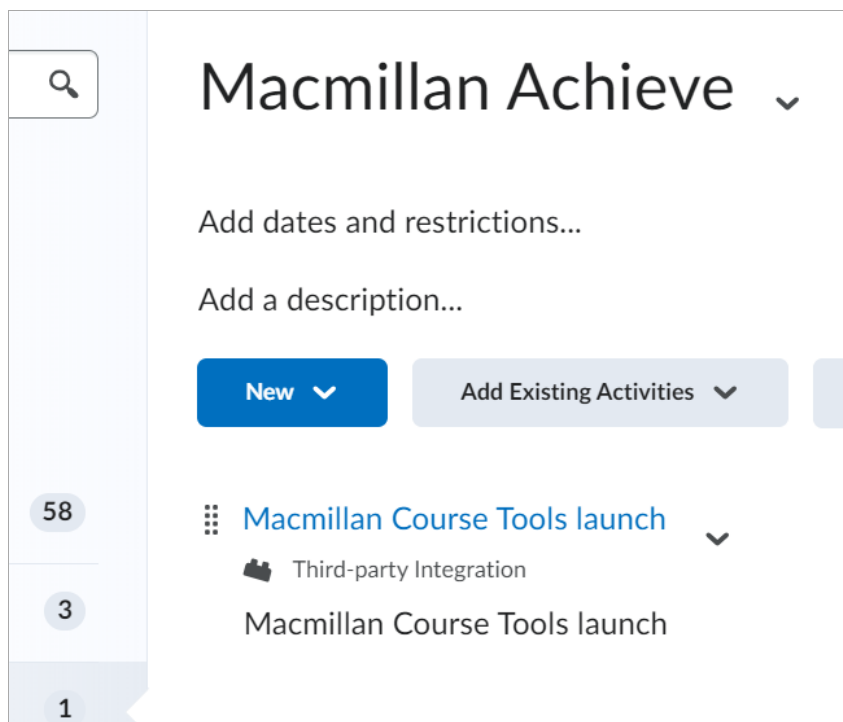 Macmillan Achieve
Add dates and restrictions...
Add a description...
New
Add Existing Activities
58
Macmillan Course Tools launch
Third-party Integration
3
Macmillan Course Tools launch
1